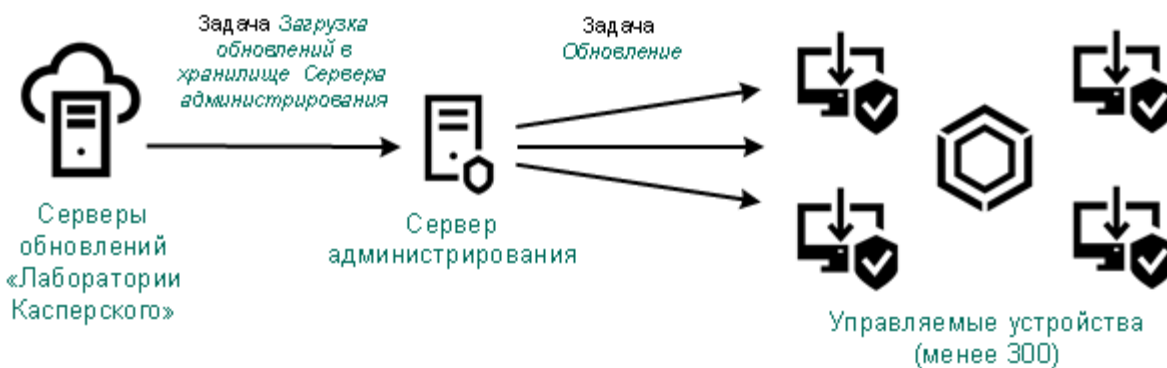 Задача Загрузка
обновлений в
хранилище Сервера
администрирования
Задача
Обновление
Серверы
обновлений
«Лаборатории
Касперского»
Сервер
администрирования
Управляемые устройства
(менее 300)